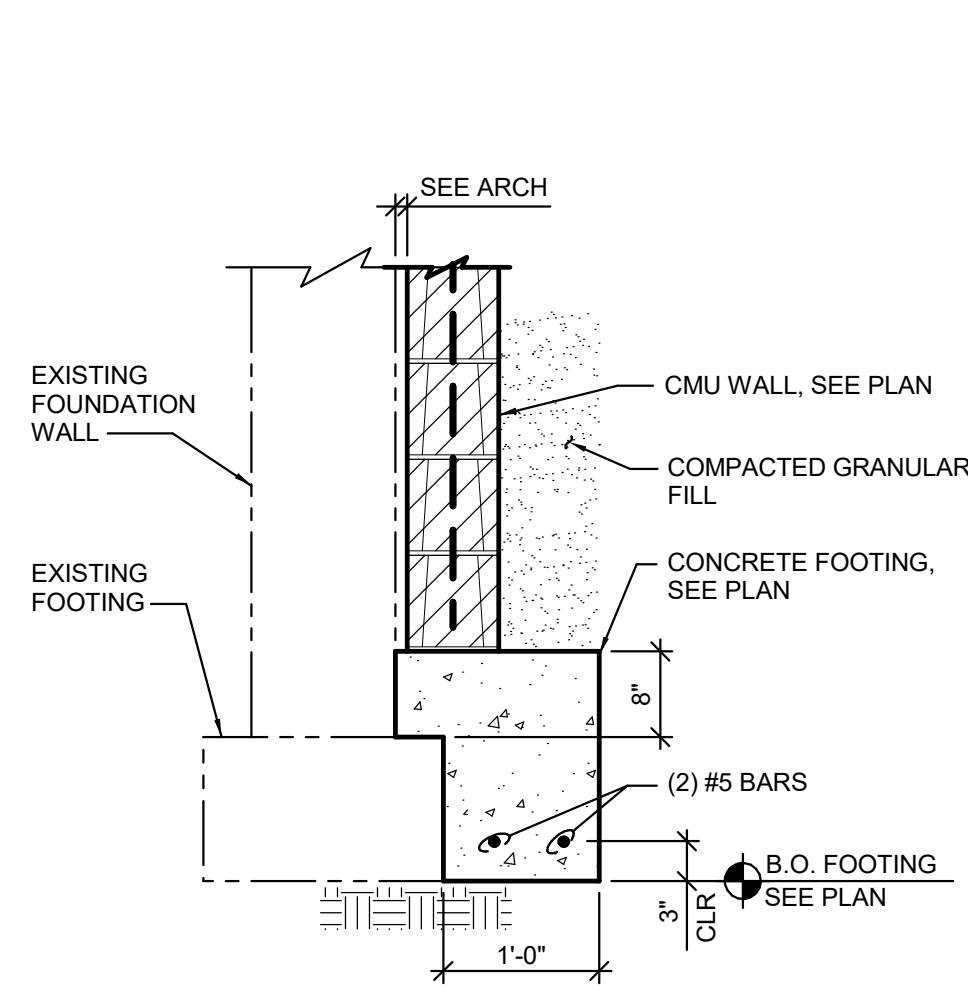 SEE ARCH
EXISTING
FOUNDATION
WALL
CMU WALL, SEE PLAN
COMPACTED GRANULAR
FILL
EXISTING
FOOTING
CONCRETE FOOTING,
SEE PLAN
8"
(2) #5 BARS
B.O. FOOTING
SEE PLAN
3"
CLR
1'-0"